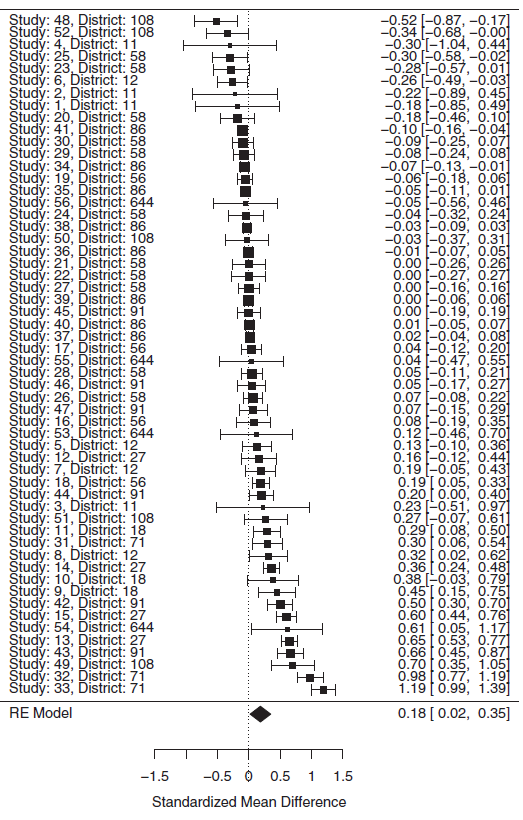 Study: 48, District: 108 −0.52 [−0.87, −0.17]
Study: 52, District: 108 −0.34 [−0.68, −0.00]
Study: 4, District: 11 −0.30 [−1.04, 0.44]
Study: 25, District: 58 −0.30 [−0.58, −0.02]
Study: 23, District: 58 −0.28 [−0.57, 0.01]
Study: 6, District: 12 −0.26 [−0.49, −0.03]
Study: 2, District: 11 −0.22 [−0.89, 0.45]
Study: 1, District: 11 −0.18 [−0.85, 0.49]
Study: 20, District: 58 −0.18 [−0.46, 0.10]
Study: 41, District: 86 −0.10 [−0.16, −0.04]
Study: 30, District: 58 −0.09 [−0.25, 0.07]
Study: 29, District: 58 −0.08 [−0.24, 0.08]
Study: 34, District: 86 −0.07 [−0.13, −0.01]
Study: 19, District: 56 −0.06 [−0.18, 0.06]
Study: 35, District: 86 −0.05 [−0.11, 0.01]
Study: 56, District: 644 −0.05 [−0.56, 0.46]
Study: 24, District: 58 −0.04 [−0.32, 0.24]
Study: 38, District: 86 −0.03 [−0.09, 0.03]
Study: 50, District: 108 −0.03 [−0.37, 0.31]
Study: 36, District: 86 −0.01 [−0.07, 0.05]
Study: 21, District: 58 0.00 [−0.26, 0.26]
Study: 22, District: 58 0.00 [−0.27, 0.27]
Study: 27, District: 58 0.00 [−0.16, 0.16]
Study: 39, District: 86 0.00 [−0.06, 0.06]
Study: 45, District: 91 0.00 [−0.19, 0.19]
Study: 40, District: 86 0.01 [−0.05, 0.07]
Study: 37, District: 86 0.02 [−0.04, 0.08]
Study: 17, District: 56 0.04 [−0.12, 0.20]
Study: 55, District: 644 0.04 [−0.47, 0.55]
Study: 28, District: 58 0.05 [−0.11, 0.21]
Study: 46, District: 91 0.05 [−0.17, 0.27]
Study: 26, District: 58 0.07 [−0.08, 0.22]
Study: 47, District: 91 0.07 [−0.15, 0.29]
Study: 16, District: 56 0.08 [−0.19, 0.35]
Study: 53, District: 644 0.12 [−0.46, 0.70]
Study: 5, District: 12 0.13 [−0.10, 0.36]
Study: 12, District: 27 0.16 [−0.12, 0.44]
Study: 7, District: 12 0.19 [−0.05, 0.43]
Study: 18, District: 56 0.19 [ 0.05, 0.33]
Study: 44, District: 91 0.20 [ 0.00, 0.40]
Study: 3, District: 11 0.23 [−0.51, 0.97]
Study: 51, District: 108 0.27 [−0.07, 0.61]
Study: 11, District: 18 0.29 [ 0.08, 0.50]
Study: 31, District: 71 0.30 [ 0.06, 0.54]
Study: 8, District: 12 0.32 [ 0.02, 0.62]
Study: 14, District: 27 0.36 [ 0.24, 0.48]
Study: 10, District: 18 0.38 [−0.03, 0.79]
Study: 9, District: 18 0.45 [ 0.15, 0.75]
Study: 42, District: 91 0.50 [ 0.30, 0.70]
Study: 15, District: 27 0.60 [ 0.44, 0.76]
Study: 54, District: 644 0.61 [ 0.05, 1.17]
Study: 13, District: 27 0.65 [ 0.53, 0.77]
Study: 43, District: 91 0.66 [ 0.45, 0.87]
Study: 49, District: 108 0.70 [ 0.35, 1.05]
Study: 32, District: 71 0.98 [ 0.77, 1.19]
Study: 33, District: 71 1.19 [ 0.99, 1.39]
RE Model 0.18 [ 0.02, 0.35]
−1.5 −0.5 0 0.5 1 1.5
Standardized Mean Difference